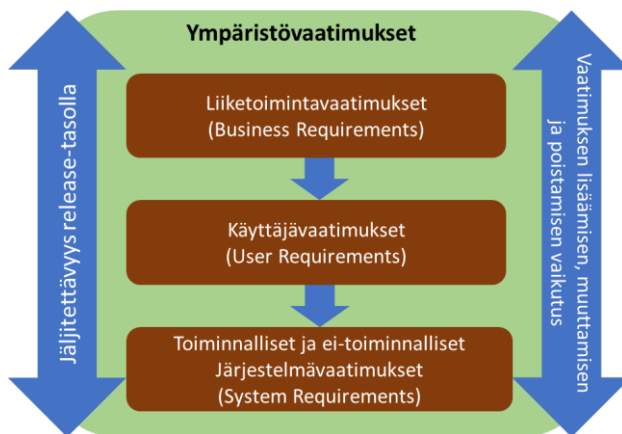 Ympäristövaatimukset
Jäljitettävyys release-tasolla
Liiketoimintavaatimukset
(Business Requirements)
Käyttäjävaatimukset
(User Requirements)
Toiminnalliset ja ei-toiminnalliset
Järjestelmävaatimukset
(System Requirements)
Vaatimuksen lisäämisen, muuttamisen
ja poistamisen vaikutus